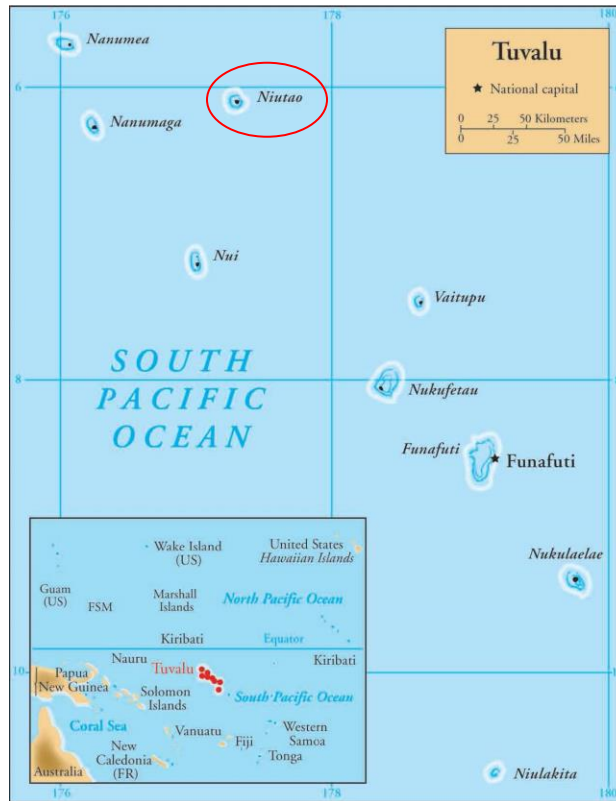 176
178
180
Nanumea
Tuvalu
★ National capital
0 25 50 Kilometers
0 25 50 Miles
6
Niutao
Nanumaga
Nui
Vaitupu
SOUTH
PACIFIC
OCEAN
8
Nukufetau
Funafuti
Funafuti
Nukulaelae
Wake Island
(US)
United States
Hawaiian Islands
Guam
(US)
FSM
Marshall
Islands
North Pacific Ocean
Kiribati
Equator
Nauru
Tuvalu
Kiribati
10
10
Papua
New Guinea
Solomon
Islands
South Pacific Ocean
Coral Sea
Vanuatu
Fiji
Western
Samoa
Tonga
New
Caledonia
(FR)
Australia
Niulakita
176
178
180